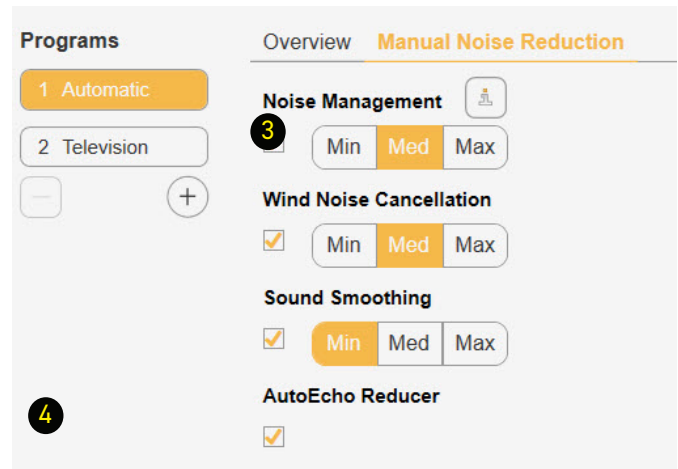 Programs
Overview Manual Noise Reduction
1 Automatic
Noise Management
3
2 Television
Min Med Max
Wind Noise Cancellation
Min Med Max
Sound Smoothing
Min Med Max
AutoEcho Reducer
4